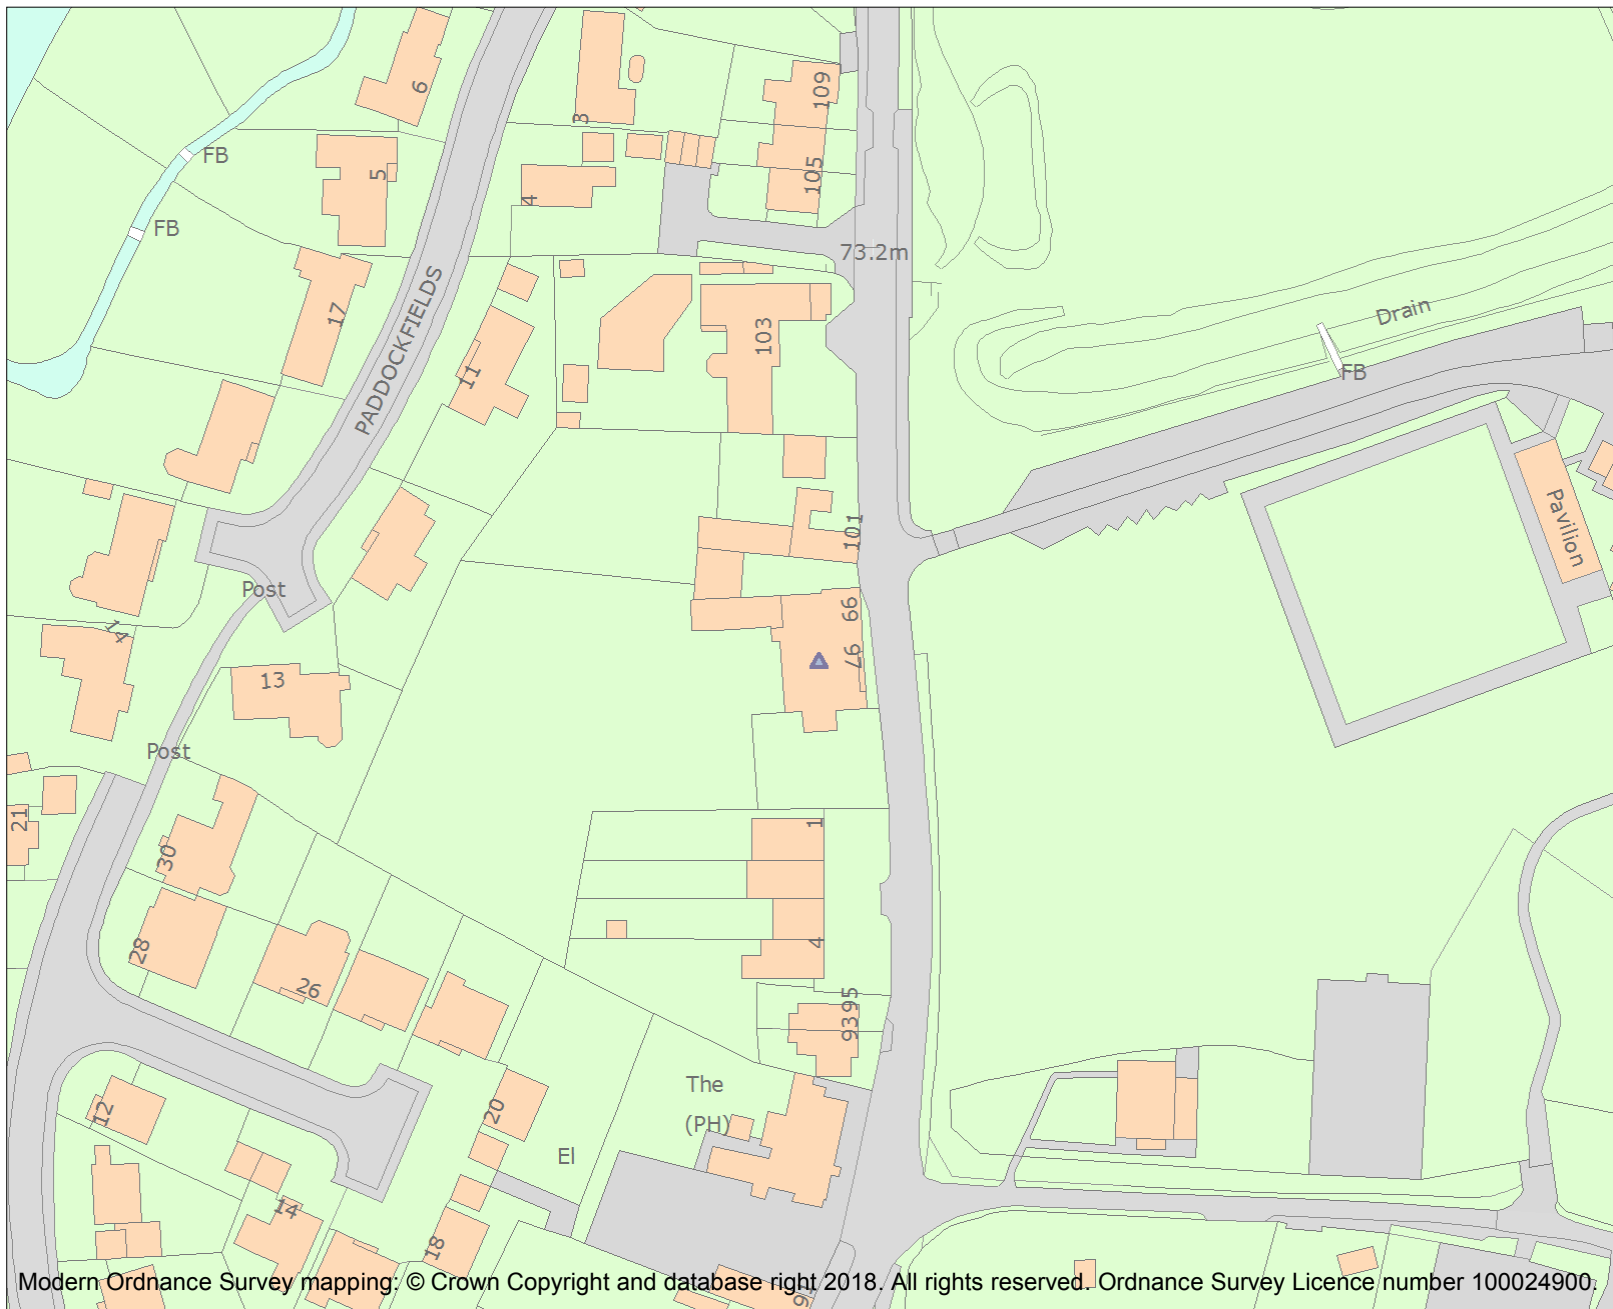 6
3
109
FB
5
105
4
FB
73.2m
17
PADDOCKFIELDS
Drain
103
11
FB
101
Pavilion
Post
99
14
97
13
Post
21
1
30
4
28
26
95
93
The
12
20
(PH)
El
14
18
Modern Ordnance Survey mapping: © Crown Copyright and database right 2018. All rights reserved. Ordnance Survey Licence number 100024900.